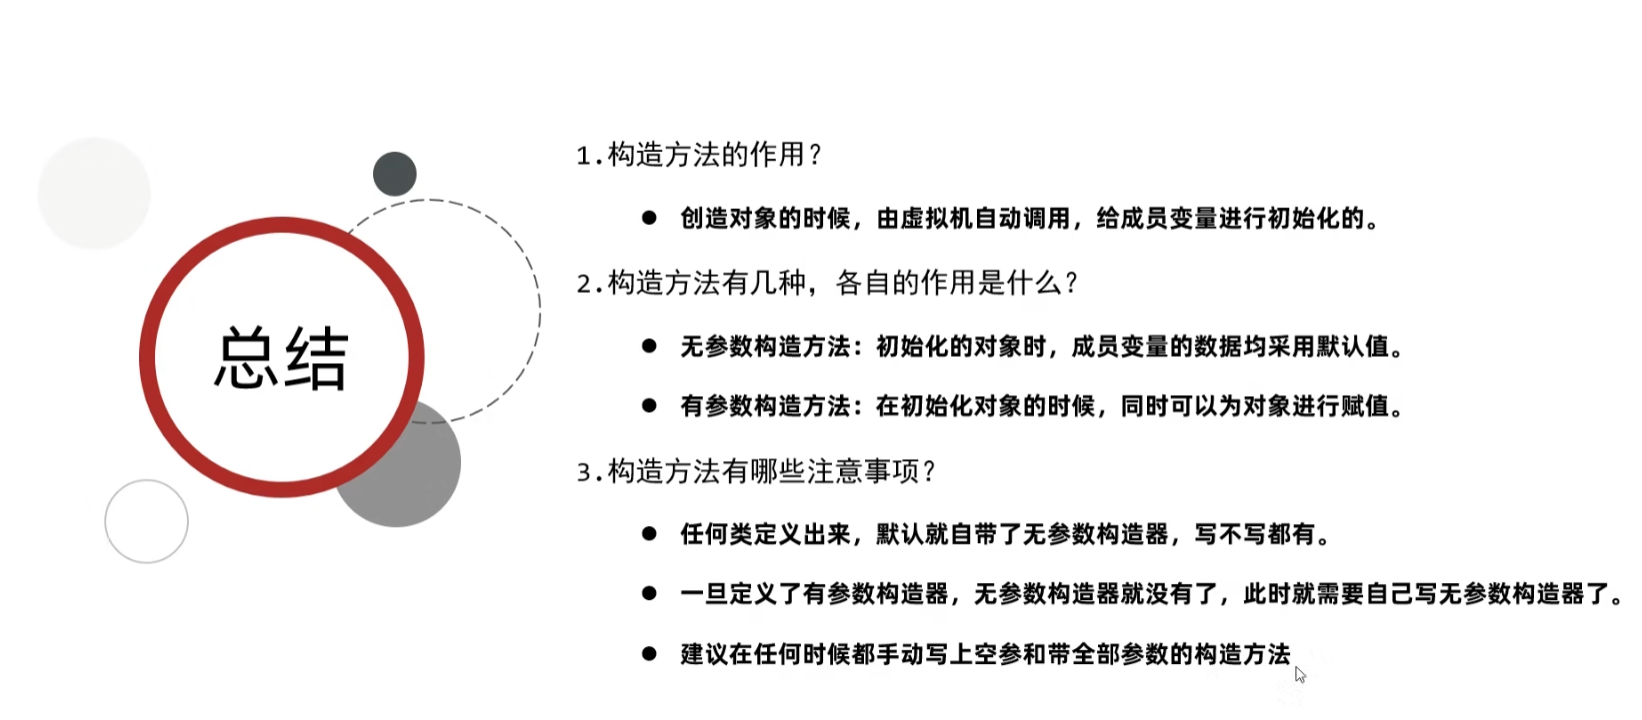 总结
1.构造方法的作用？
● 创造对象的时候，由虚拟机自动调用，给成员变量进行初始化的。
2.构造方法有几种，各自的作用是什么？
● 无参数构造方法：初始化的对象时，成员变量的数据均采用默认值。
● 有参数构造方法：在初始化对象的时候，同时可以为对象进行赋值。
3.构造方法有哪些注意事项？
● 任何类定义出来，默认就自带了无参数构造器，写不写都有。
● 一旦定义了有参数构造器，无参数构造器就没有了，此时就需要自己写无参数构造器了。
● 建议在任何时候都手动写上空参和带全部参数的构造方法